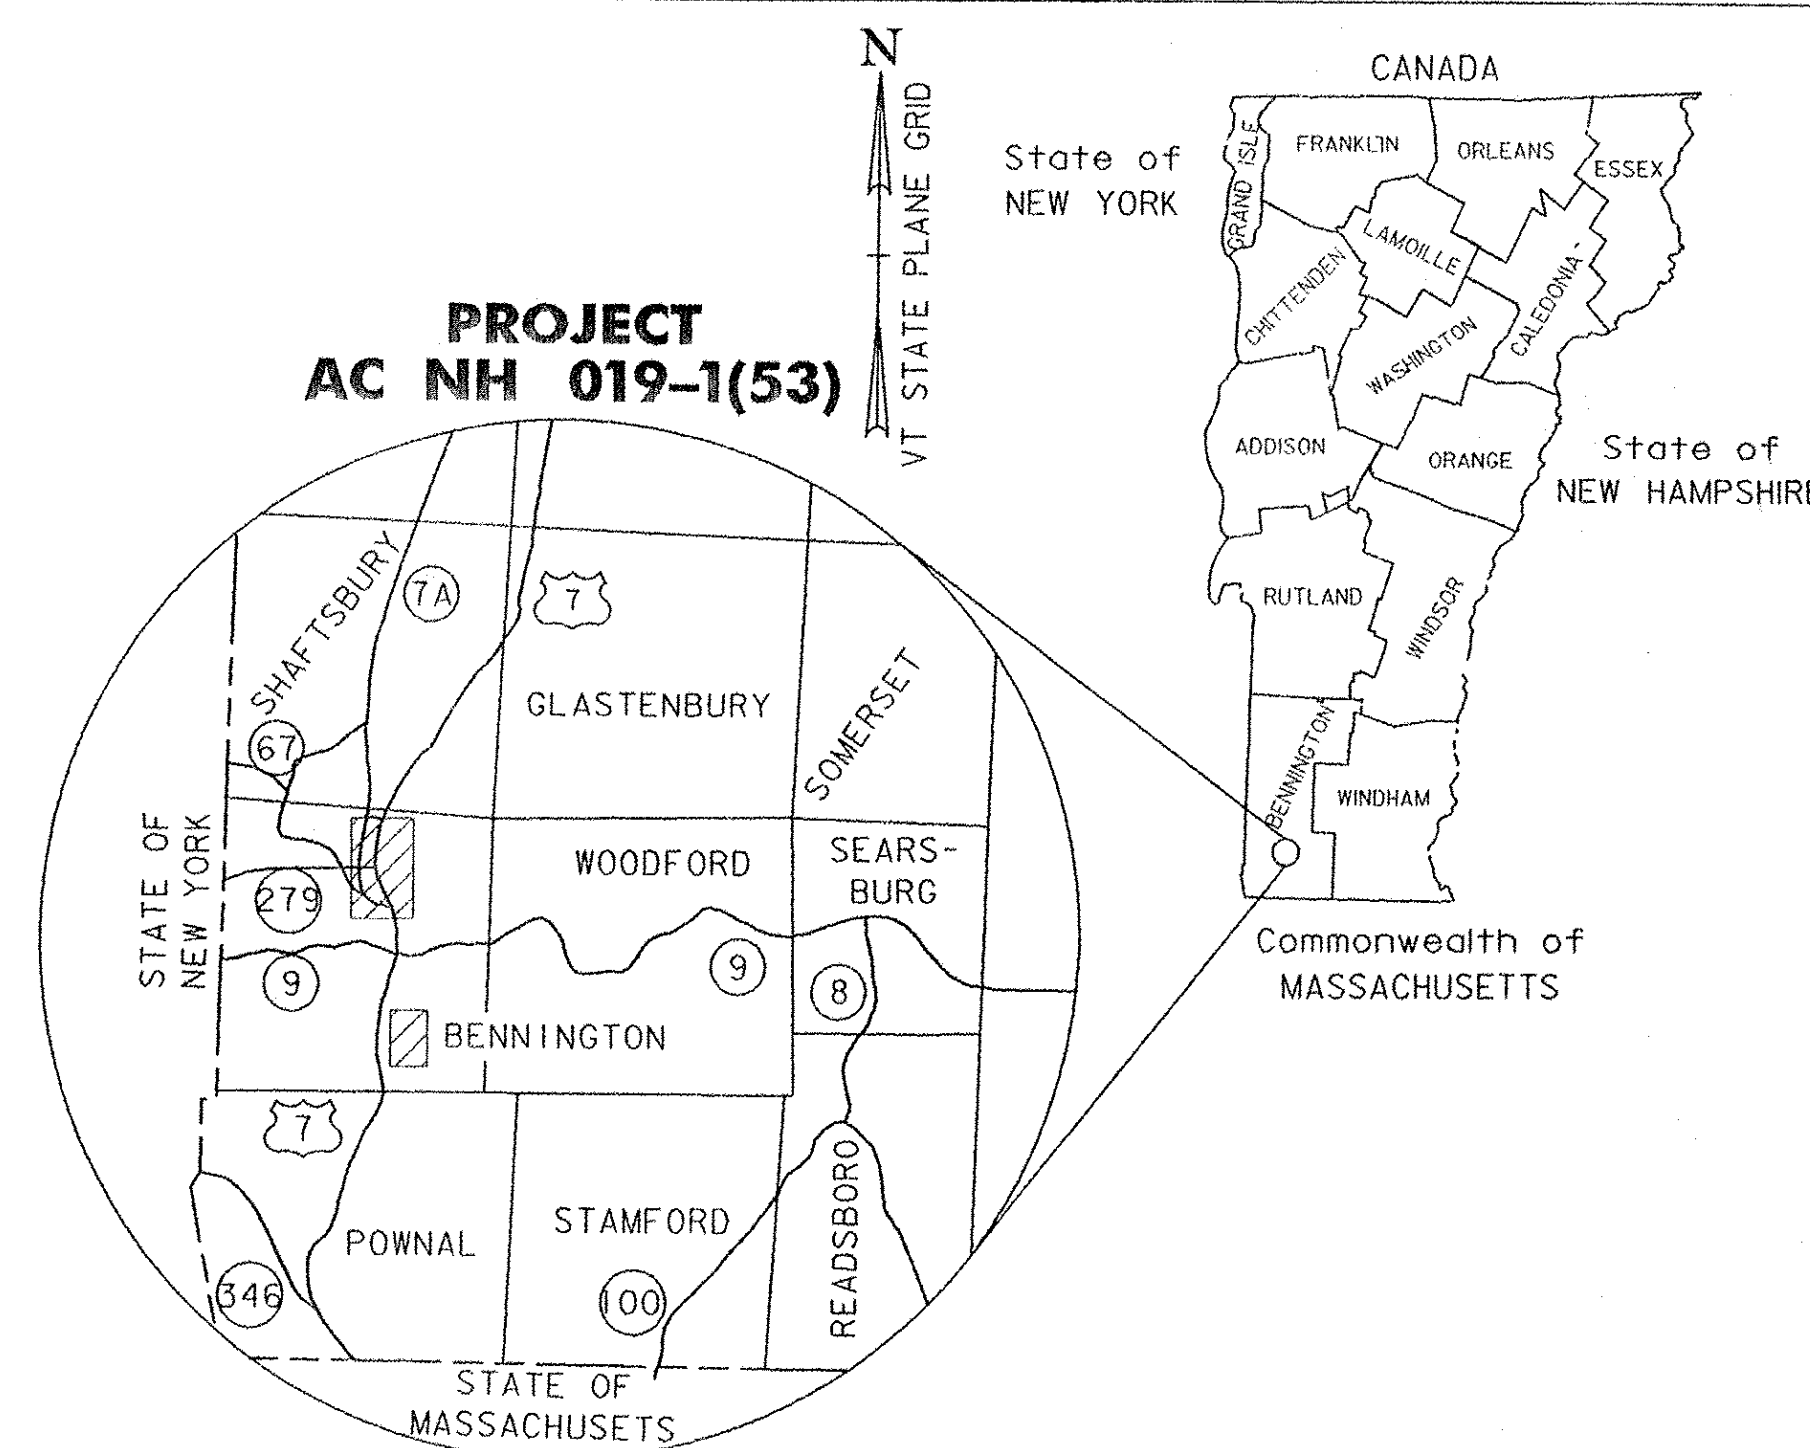 N
VT STATE PLANE GRID
PROJECT
AC NH 019-1(53)
CANADA
State of
NEW YORK
GRAND ISLE
FRANKLIN
ORLEANS
ESSEX
LAMOILLE
CHITTENDEN
CALEDONIA
WASHINGTON
ADDISON
ORANGE
State of
NEW HAMPSHIRE
RUTLAND
WINDSOR
BENNINGTON
WINDHAM
Commonwealth of
MASSACHUSETTS
SHAFTSBURY
7A
7
67
GLASTENBURY
SOMERSET
STATE OF
NEW YORK
279
WOODFORD
SEARS-
BURG
9
9
8
BENNINGTON
7
POWNAL
STAMFORD
READSBORO
346
100
STATE OF
MASSACHUSETS